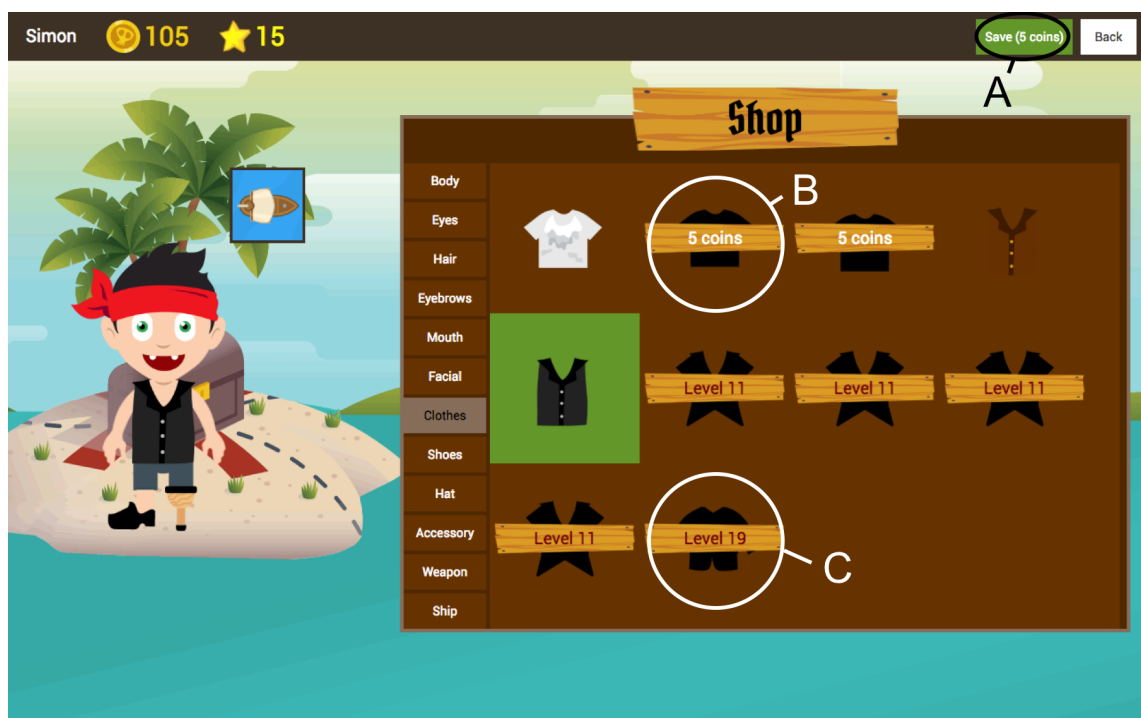 Simon 105 15 Save (5 coins) Back
A
Shop
Body
Eyes
Hair
Eyebrows
Mouth
Facial
Clothes
Shoes
Hat
Accessory
Weapon
Ship
B
5 coins 5 coins
Level 11 Level 11 Level 11
Level 11 Level 19
C